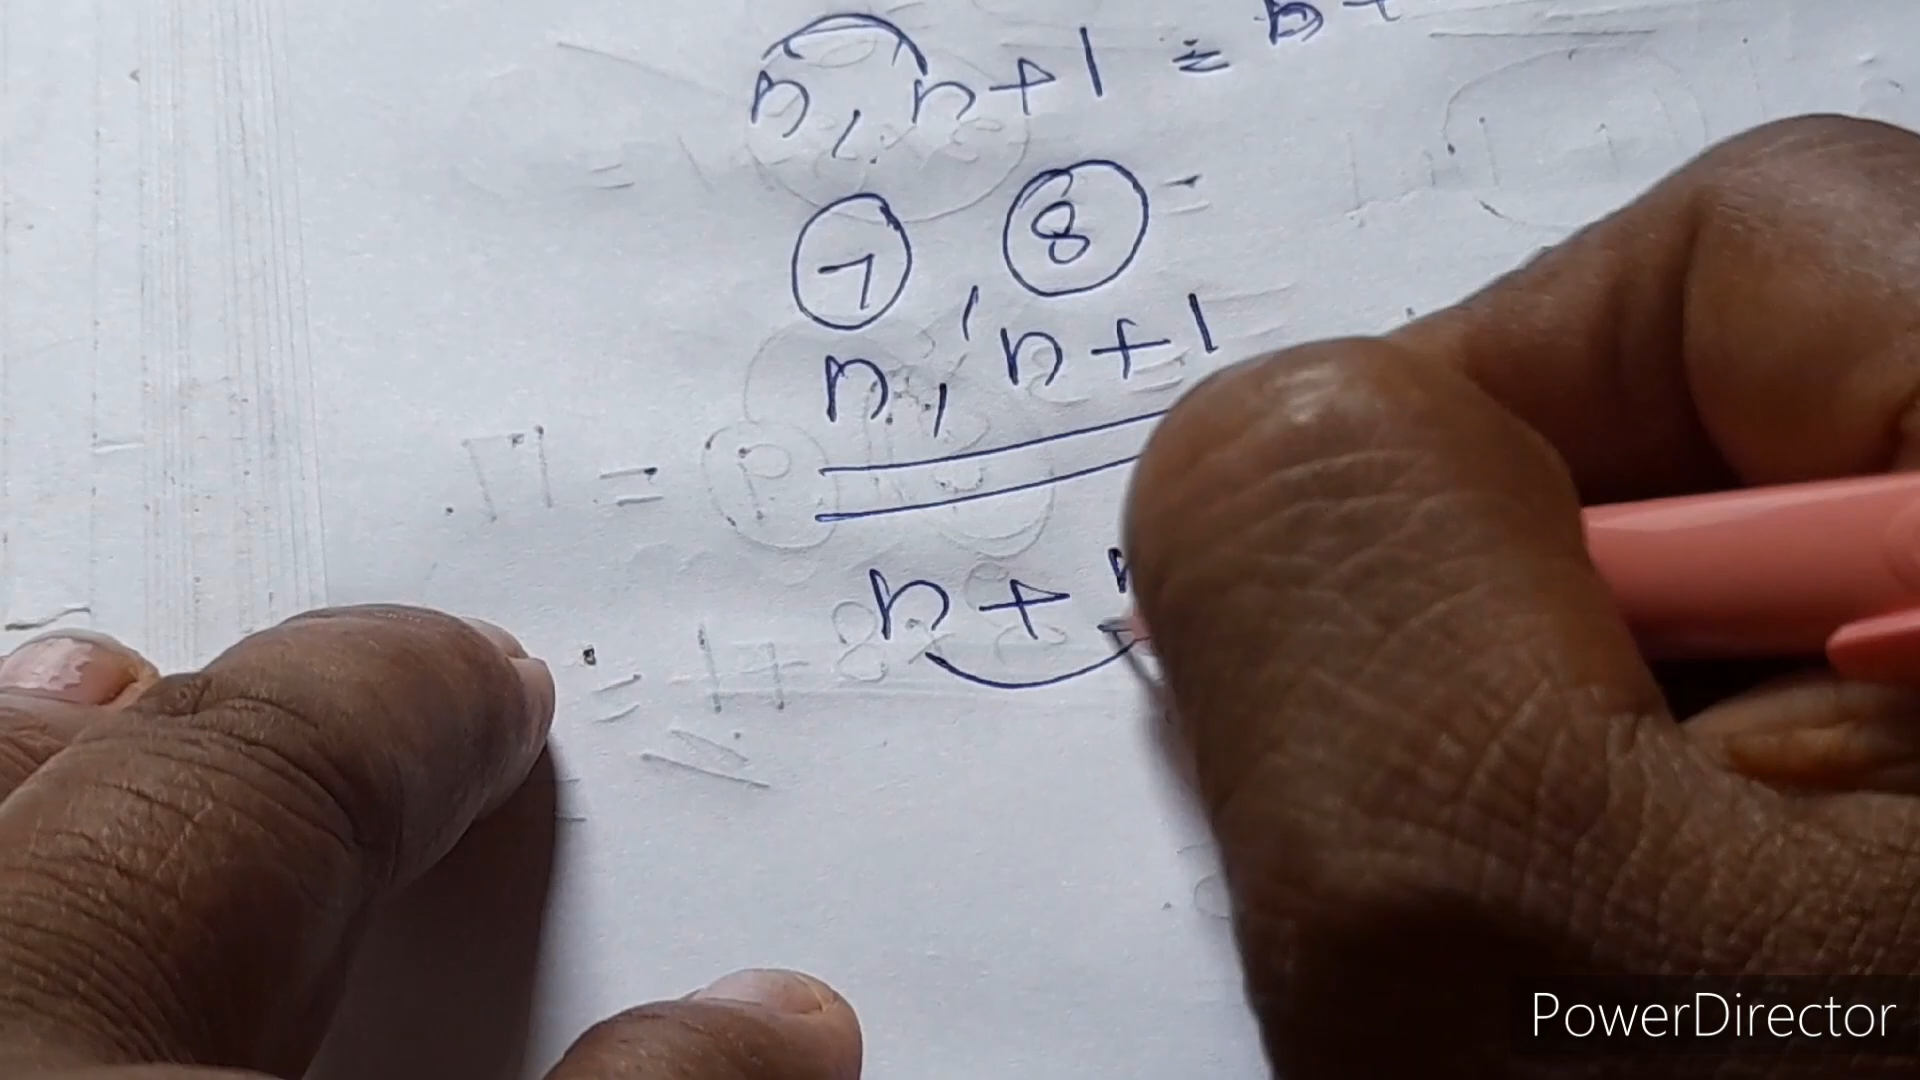 n, n+1 = n+
7, 8 =
n, n+1
n + n
PowerDirector